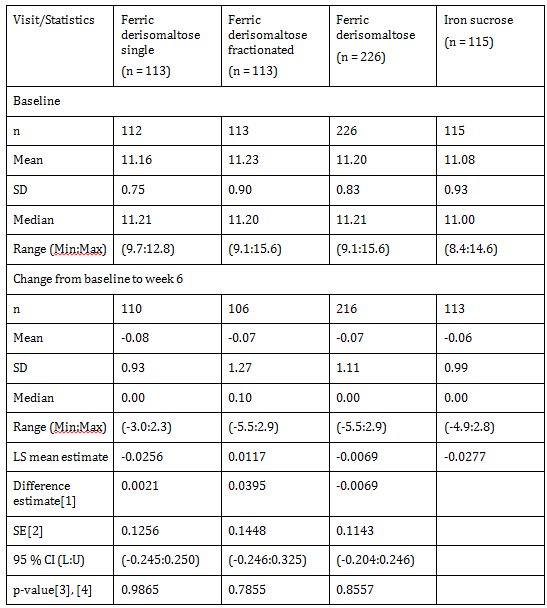 Visit/Statistics Ferric derisomaltose single (n = 113) Ferric derisomaltose fractionated (n = 113) Ferric derisomaltose (n = 226) Iron sucrose (n = 115)
Baseline
n 112 113 226 115
Mean 11.16 11.23 11.20 11.08
SD 0.75 0.90 0.83 0.93
Median 11.21 11.20 11.21 11.00
Range (Min:Max) (9.7:12.8) (9.1:15.6) (9.1:15.6) (8.4:14.6)
Change from baseline to week 6
n 110 106 216 113
Mean -0.08 -0.07 -0.07 -0.06
SD 0.93 1.27 1.11 0.99
Median 0.00 0.10 0.00 0.00
Range (Min:Max) (-3.0:2.3) (-5.5:2.9) (-5.5:2.9) (-4.9:2.8)
LS mean estimate -0.0256 0.0117 -0.0069 -0.0277
Difference estimate[1] 0.0021 0.0395 -0.0069
SE[2] 0.1256 0.1448 0.1143
95 % CI (L:U) (-0.245:0.250) (-0.246:0.325) (-0.204:0.246)
p-value[3], [4] 0.9865 0.7855 0.8557